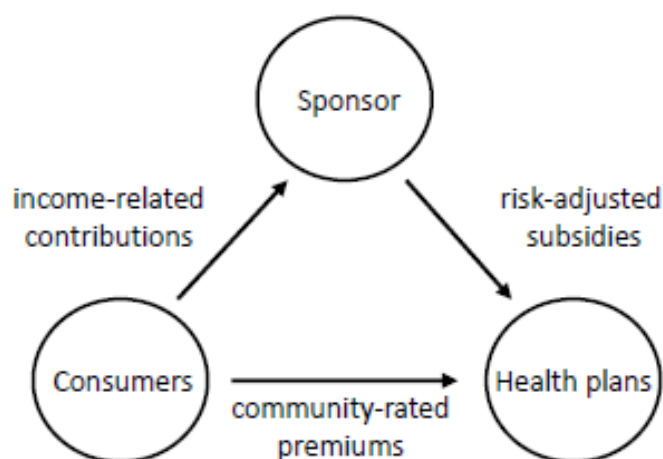 Sponsor
income-related
contributions
risk-adjusted
subsidies
Consumers
Health plans
community-rated
premiums